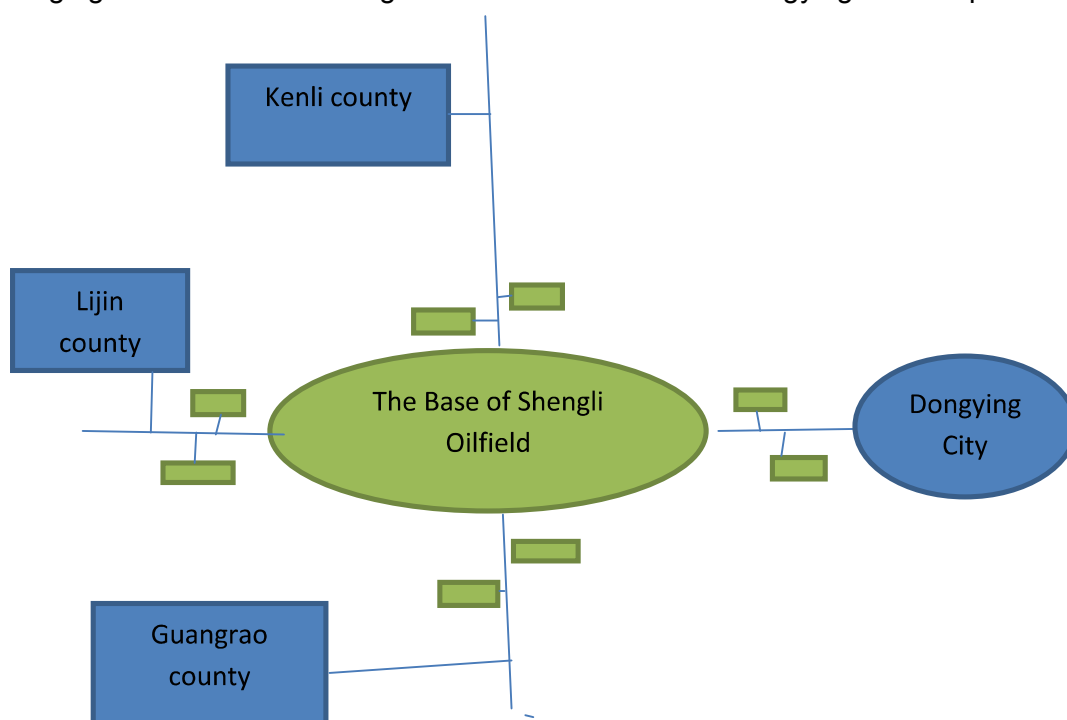 Kenli county
Lijin
county
The Base of Shengli
Oilfield
Dongying
City
Guangrao
county